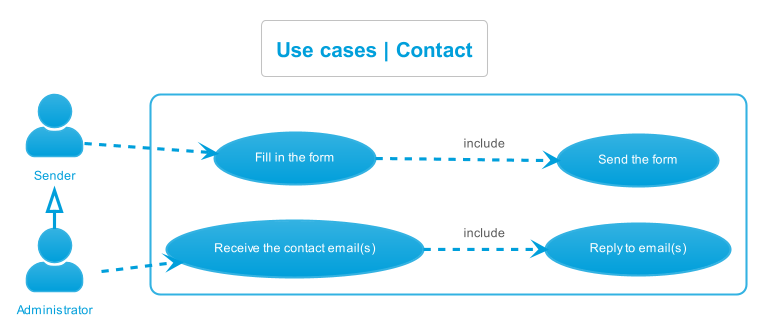 Use cases | Contact
Sender
Fill in the form
include
Send the form
Administrator
Receive the contact email(s)
include
Reply to email(s)